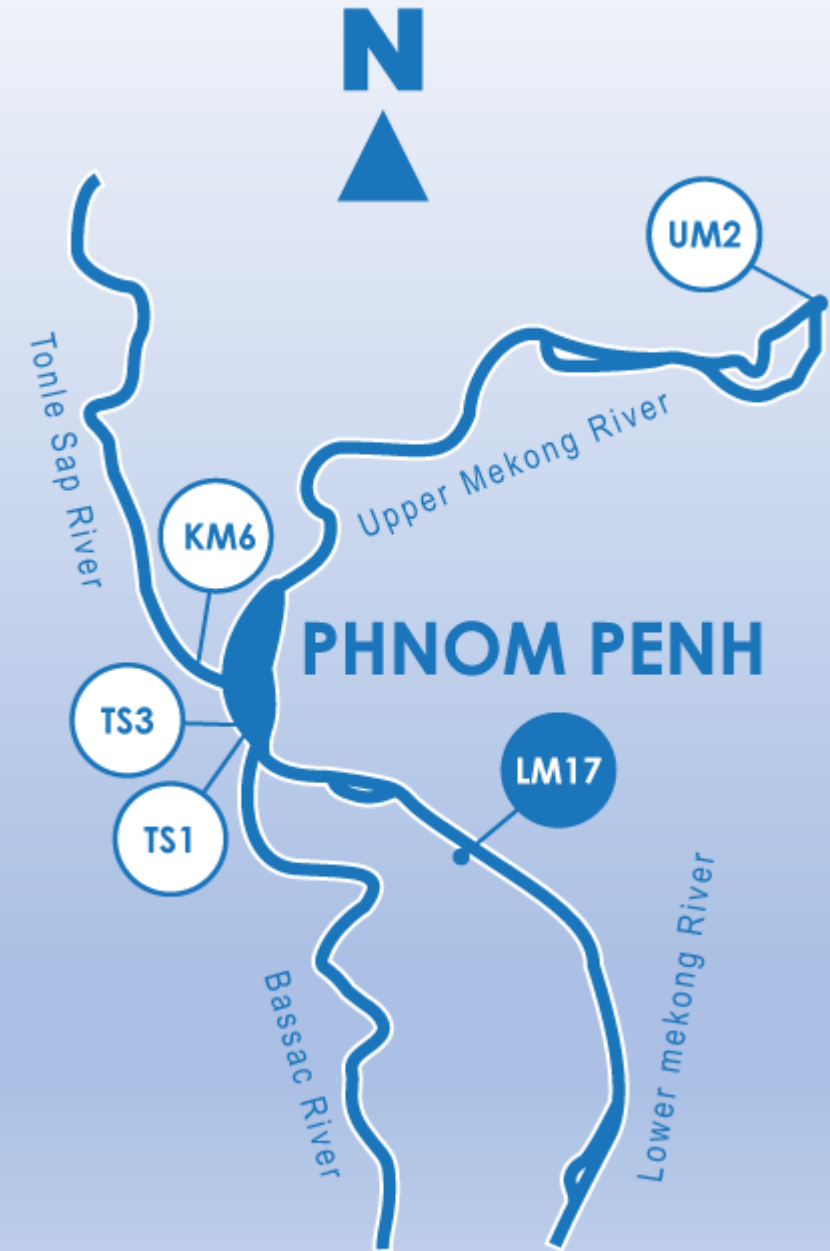 N
UM2
Tonle Sap River
Upper Mekong River
KM6
PHNOM PENH
TS3
LM17
TS1
Bassac River
Lower mekong River